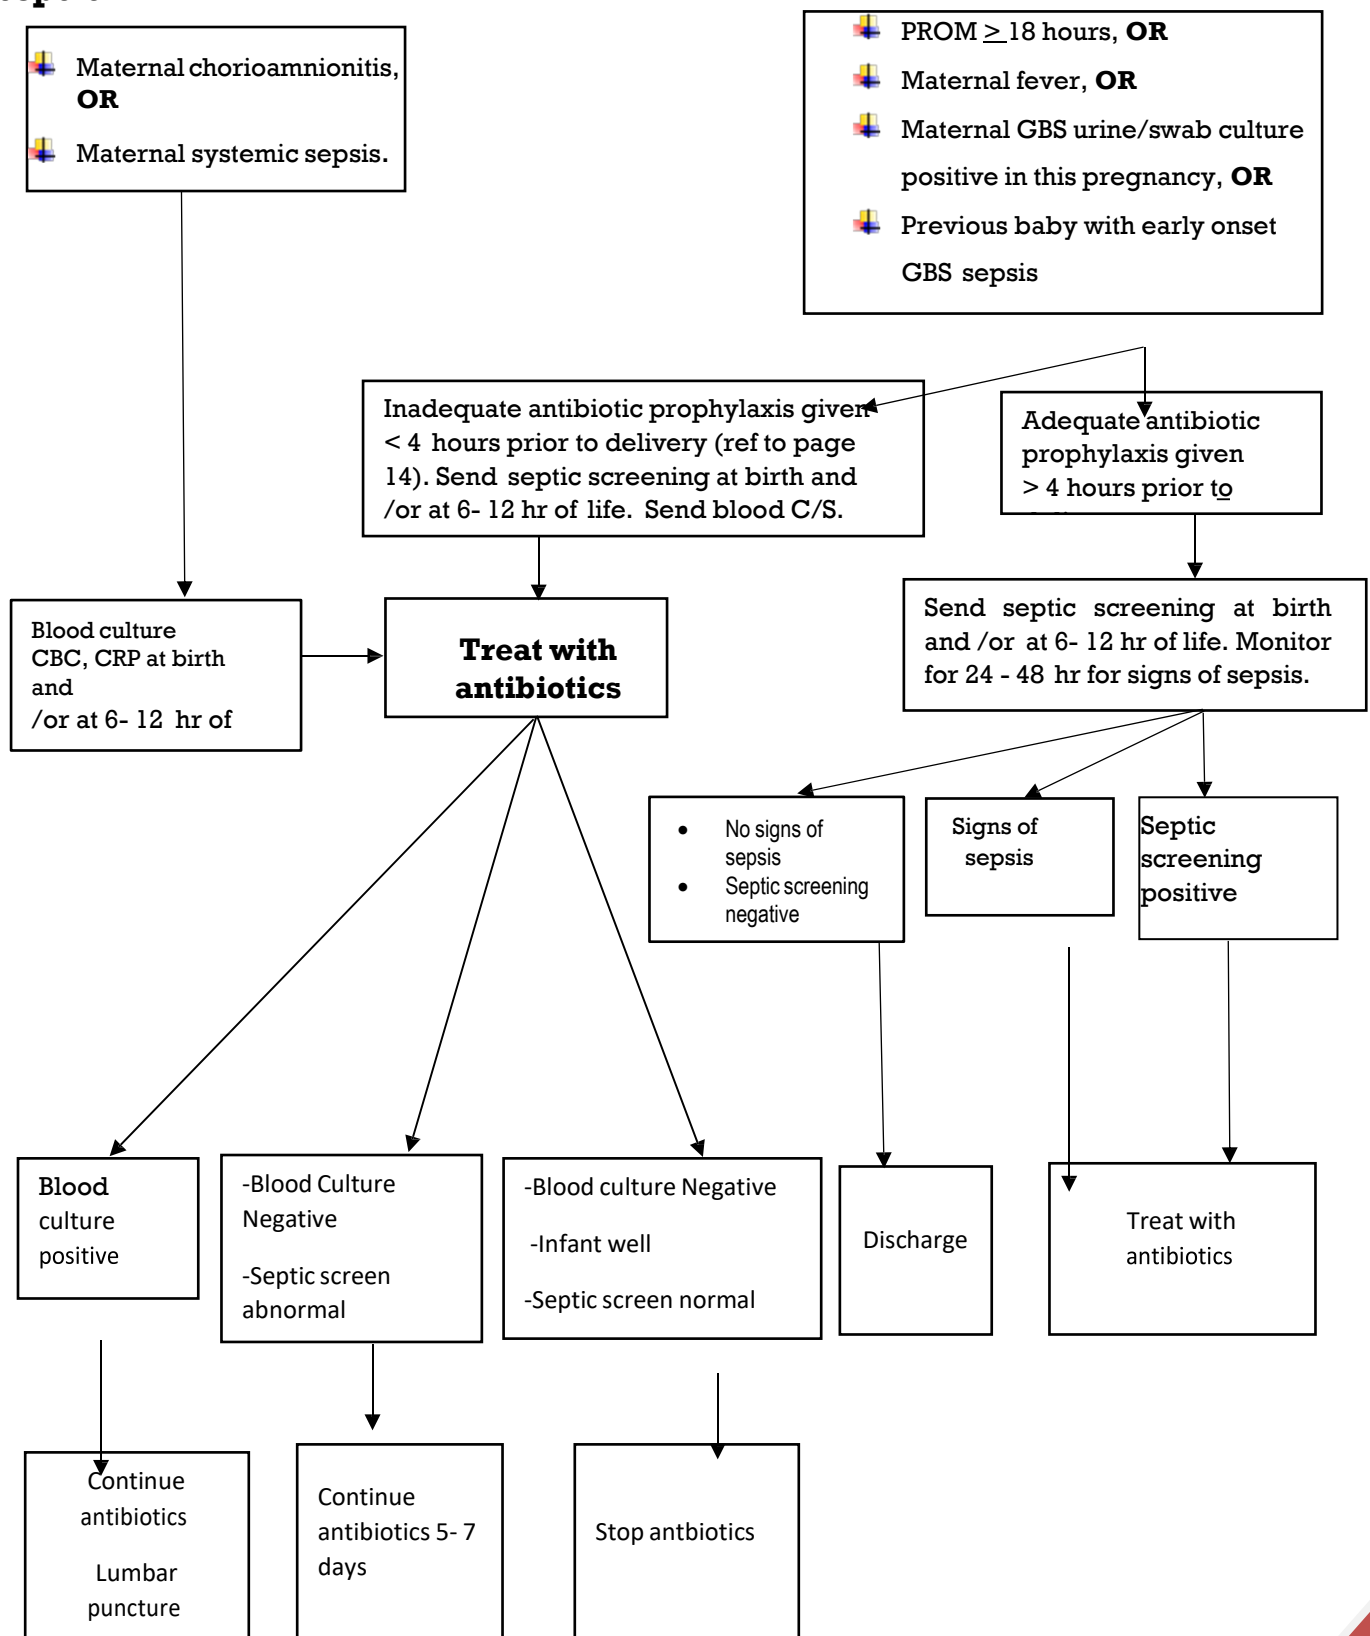 Maternal chorioamnionitis,
OR
Maternal systemic sepsis.
PROM > 18 hours, OR
Maternal fever, OR
Maternal GBS urine/swab culture
positive in this pregnancy, OR
Previous baby with early onset
GBS sepsis
Inadequate antibiotic prophylaxis given
< 4 hours prior to delivery (ref to page
14). Send septic screening at birth and
/or at 6- 12 hr of life. Send blood C/S.
Adequate antibiotic
prophylaxis given
> 4 hours prior to
Blood culture
CBC, CRP at birth
and
/or at 6- 12 hr of
Treat with
antibiotics
Send septic screening at birth
and /or at 6- 12 hr of life. Monitor
for 24 - 48 hr for signs of sepsis.
• No signs of
sepsis
• Septic screening
negative
Signs of
sepsis
Septic
screening
positive
Blood
culture
positive
-Blood Culture
Negative
-Septic screen
abnormal
-Blood culture Negative
-Infant well
-Septic screen normal
Discharge
Treat with
antibiotics
Continue
antibiotics
Lumbar
puncture
Continue
antibiotics 5- 7
days
Stop antbiotics